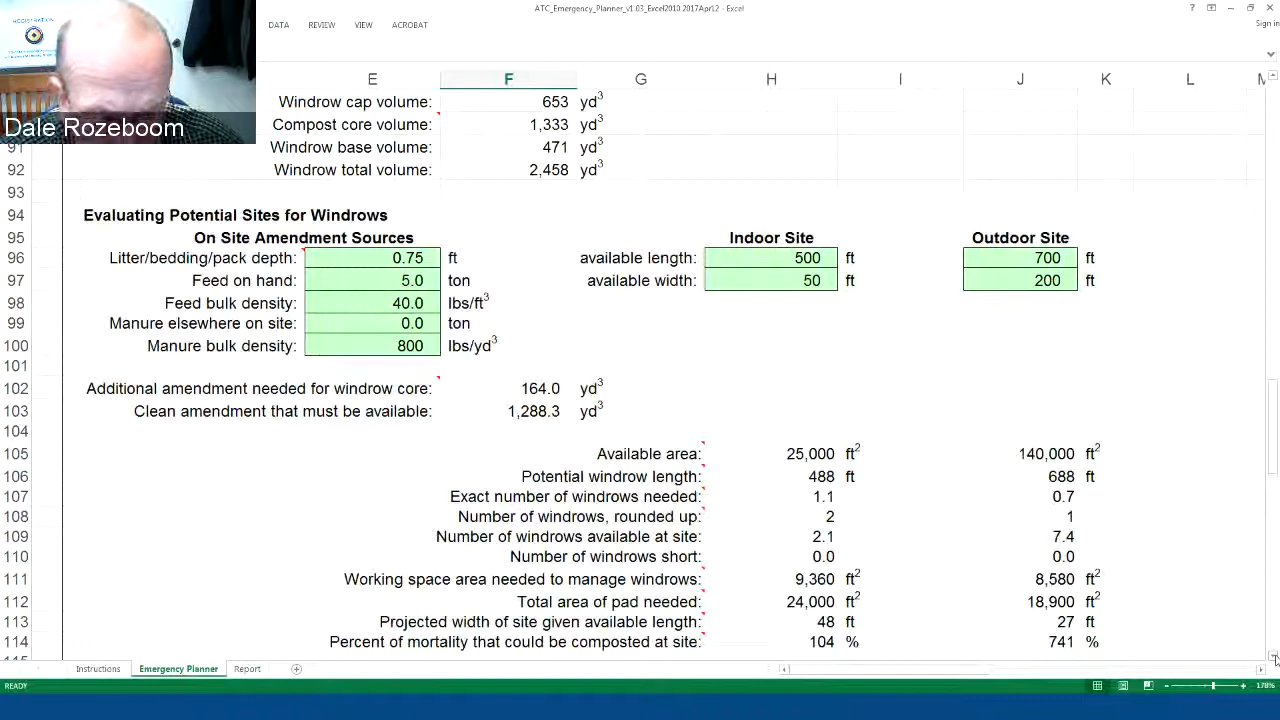 ATC_Emergency_Planner_v1.03_Excel2010 2017Apr12 - Excel
REGISTRATION
DATA REVIEW VIEW ACROBAT
Sign in
Dale Rozeboom
E F G H I J K L M
Windrow cap volume: 653 yd3
Compost core volume: 1,333 yd3
91 Windrow base volume: 471 yd3
92 Windrow total volume: 2,458 yd3
93
94 Evaluating Potential Sites for Windrows
95 On Site Amendment Sources Indoor Site Outdoor Site
96 Litter/bedding/pack depth: 0.75 ft available length: 500 ft 700 ft
97 Feed on hand: 5.0 ton available width: 50 ft 200 ft
98 Feed bulk density: 40.0 lbs/ft3
99 Manure elsewhere on site: 0.0 ton
100 Manure bulk density: 800 lbs/yd3
101
102 Additional amendment needed for windrow core: 164.0 yd3
103 Clean amendment that must be available: 1,288.3 yd3
104
105 Available area: 25,000 ft2 140,000 ft2
106 Potential windrow length: 488 ft 688 ft
107 Exact number of windrows needed: 1.1 0.7
108 Number of windrows, rounded up: 2 1
109 Number of windrows available at site: 2.1 7.4
110 Number of windrows short: 0.0 0.0
111 Working space area needed to manage windrows: 9,360 ft2 8,580 ft2
112 Total area of pad needed: 24,000 ft2 18,900 ft2
113 Projected width of site given available length: 48 ft 27 ft
114 Percent of mortality that could be composted at site: 104 % 741 %
Instructions Emergency Planner Report
READY 178%